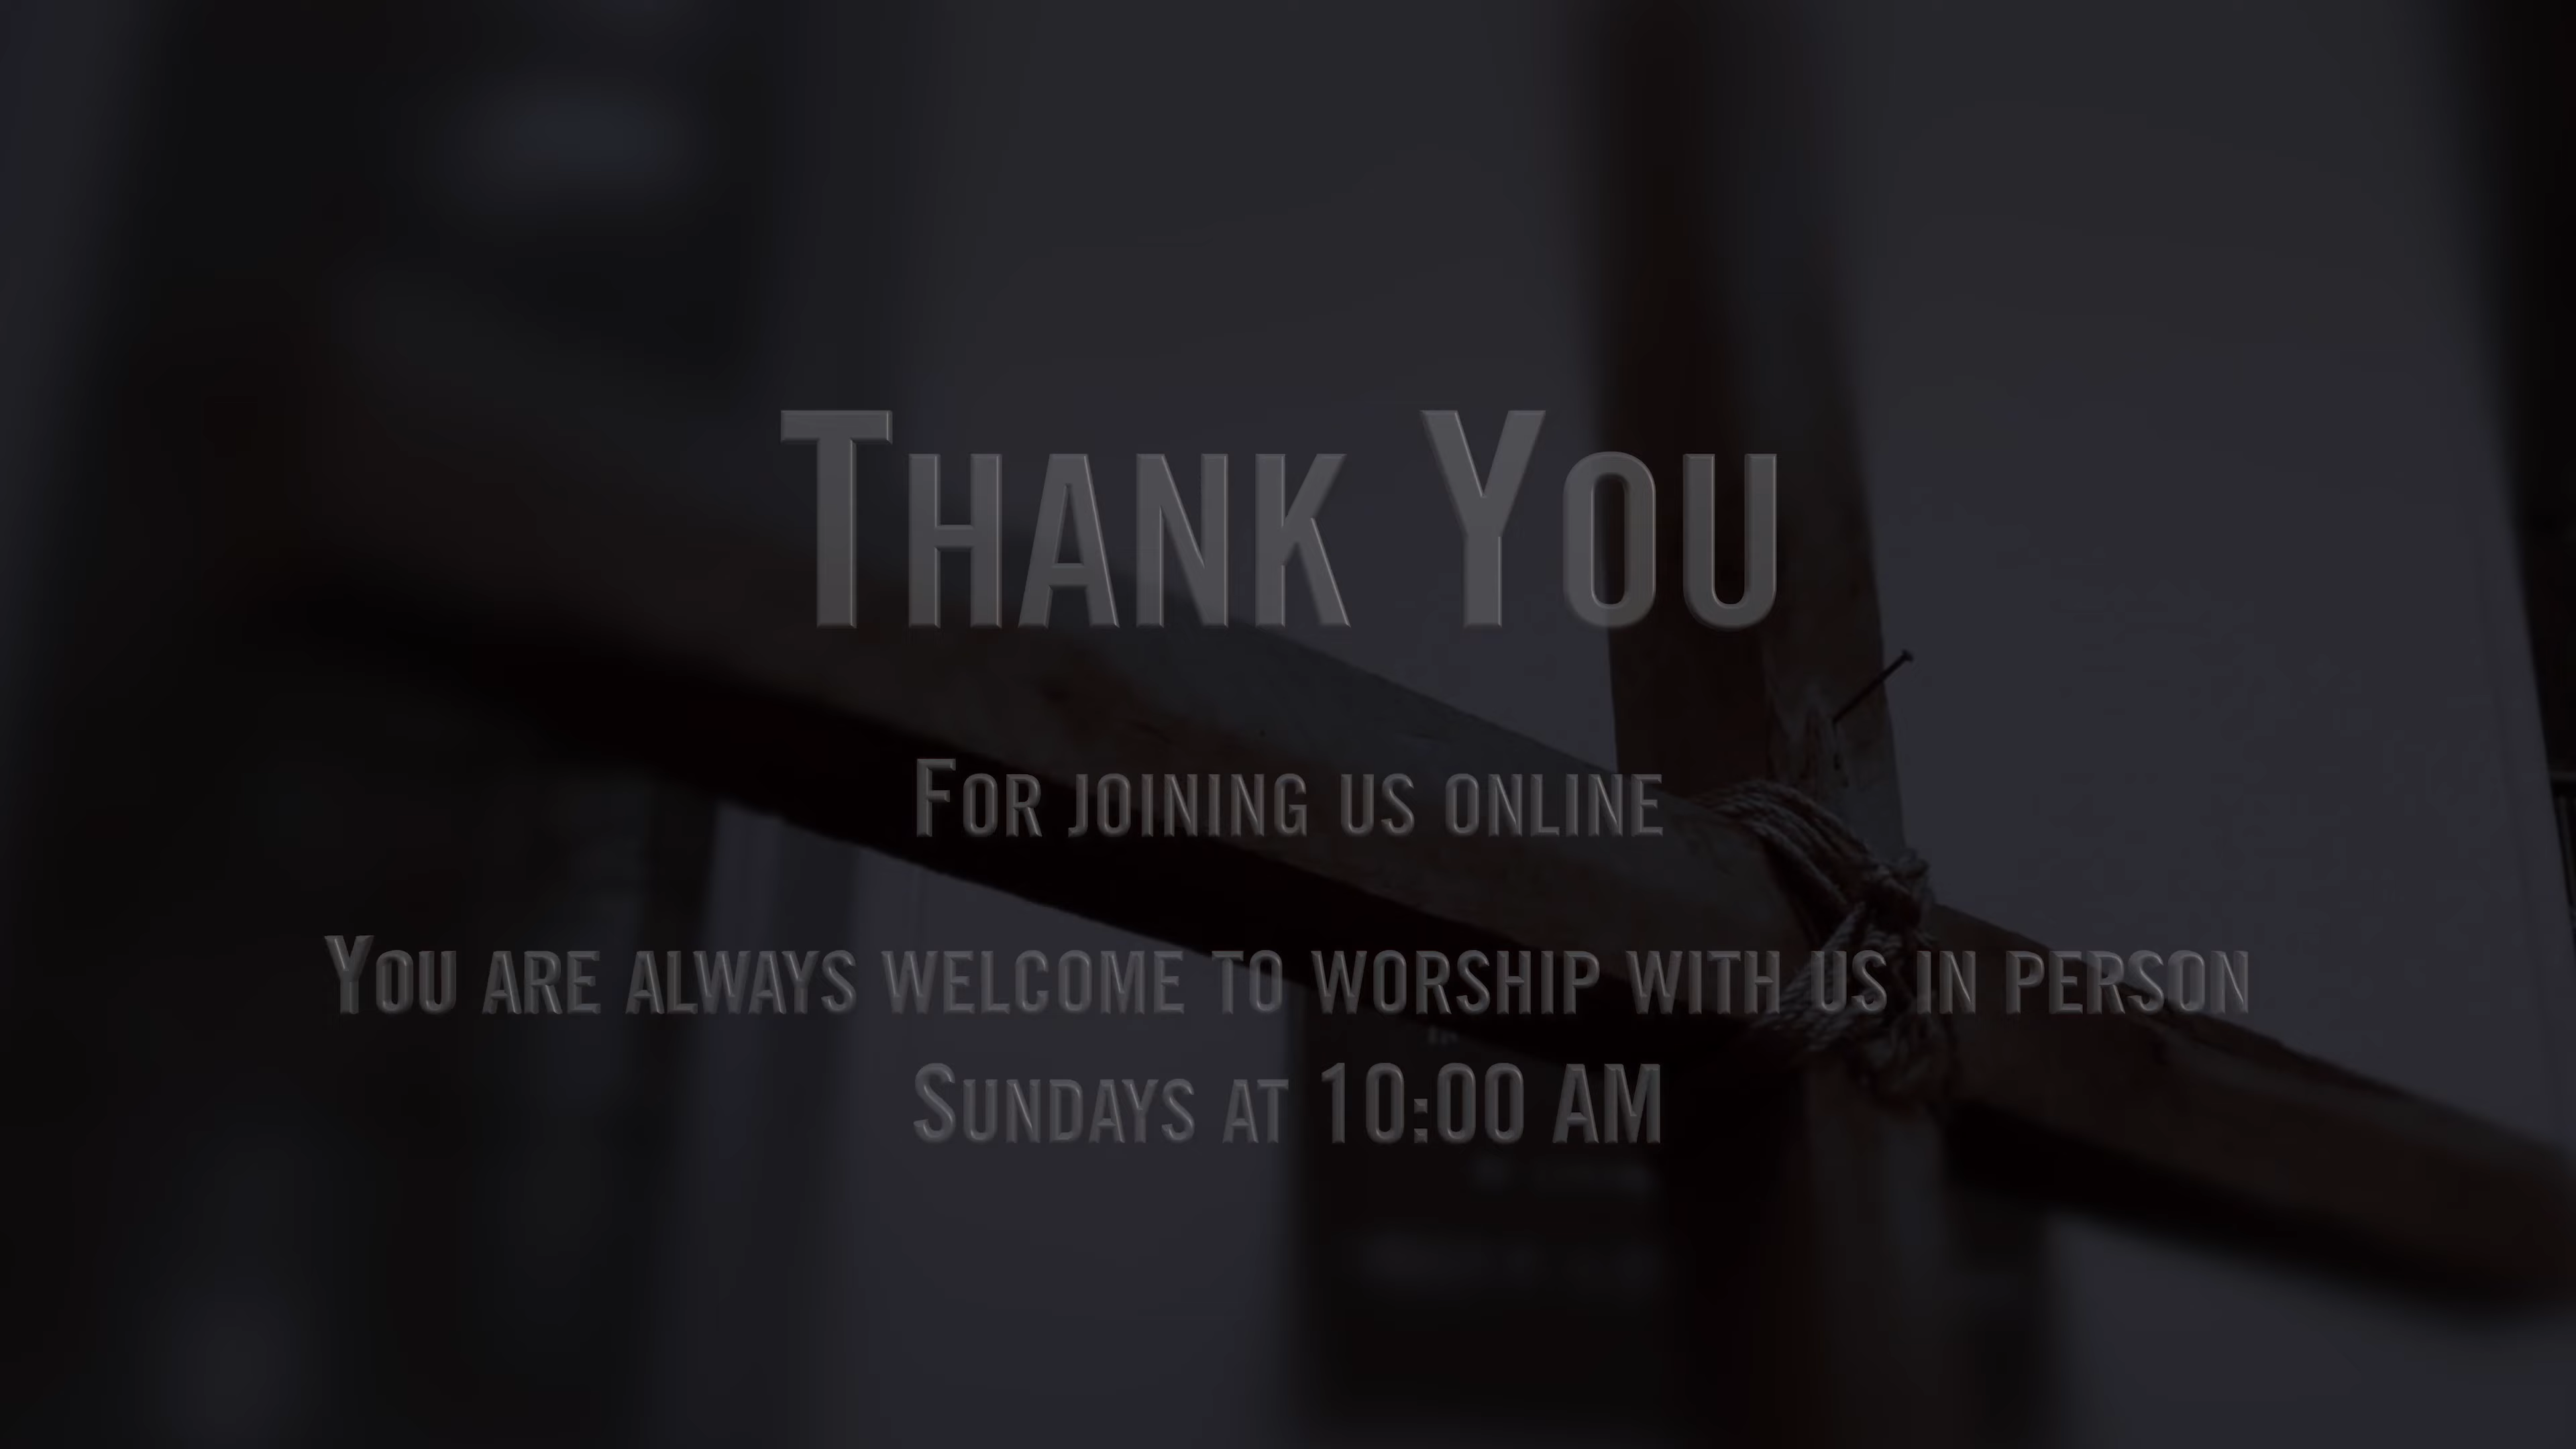 Thank You
For joining us online
You are always welcome to worship with us in person
Sundays at 10:00 AM